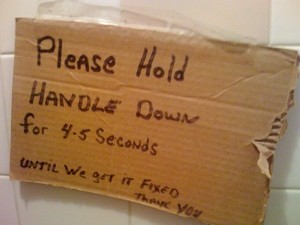 Please Hold
HANDLE DOWN
for 4-5 Seconds
UNTIL We get IT FIXED
THANK YOU